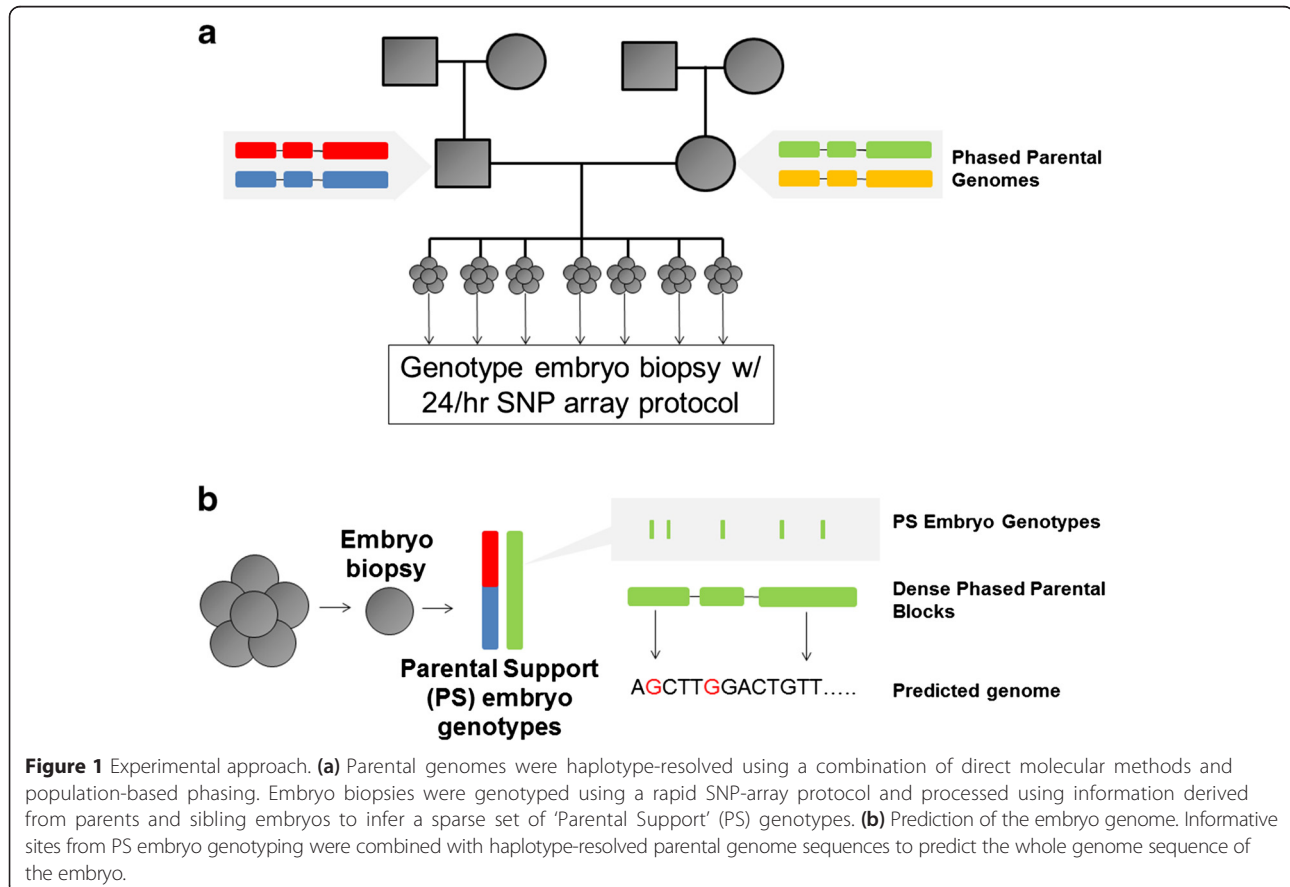 a
Phased Parental
Genomes
Genotype embryo biopsy w/
24/hr SNP array protocol
b
Embryo
biopsy
Parental Support
(PS) embryo
genotypes
PS Embryo Genotypes
Dense Phased Parental
Blocks
AGCTTGGACTGTT.....
Predicted genome
Figure 1 Experimental approach. (a) Parental genomes were haplotype-resolved using a combination of direct molecular methods and
population-based phasing. Embryo biopsies were genotyped using a rapid SNP-array protocol and processed using information derived
from parents and sibling embryos to infer a sparse set of ‘Parental Support’ (PS) genotypes. (b) Prediction of the embryo genome. Informative
sites from PS embryo genotyping were combined with haplotype-resolved parental genome sequences to predict the whole genome sequence of
the embryo.